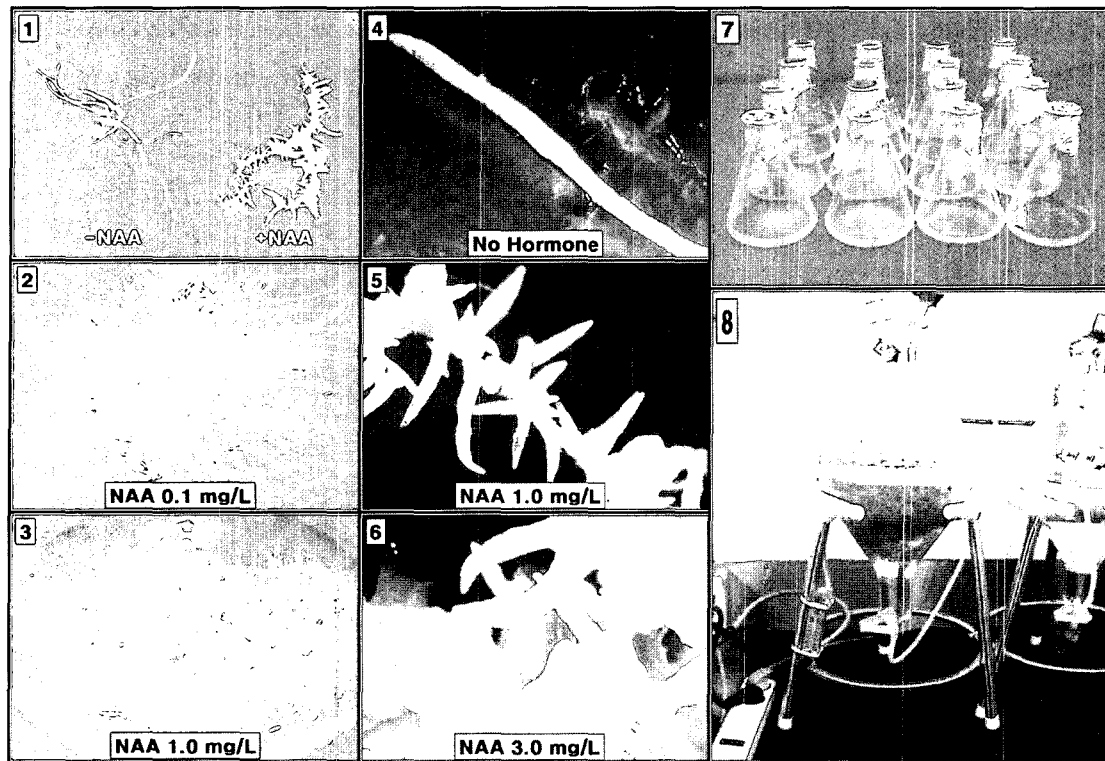 1
-NAA +NAA
2
NAA 0.1 mg/L
3
NAA 1.0 mg/L
4
No Hormone
5
NAA 1.0 mg/L
6
NAA 3.0 mg/L
7
8